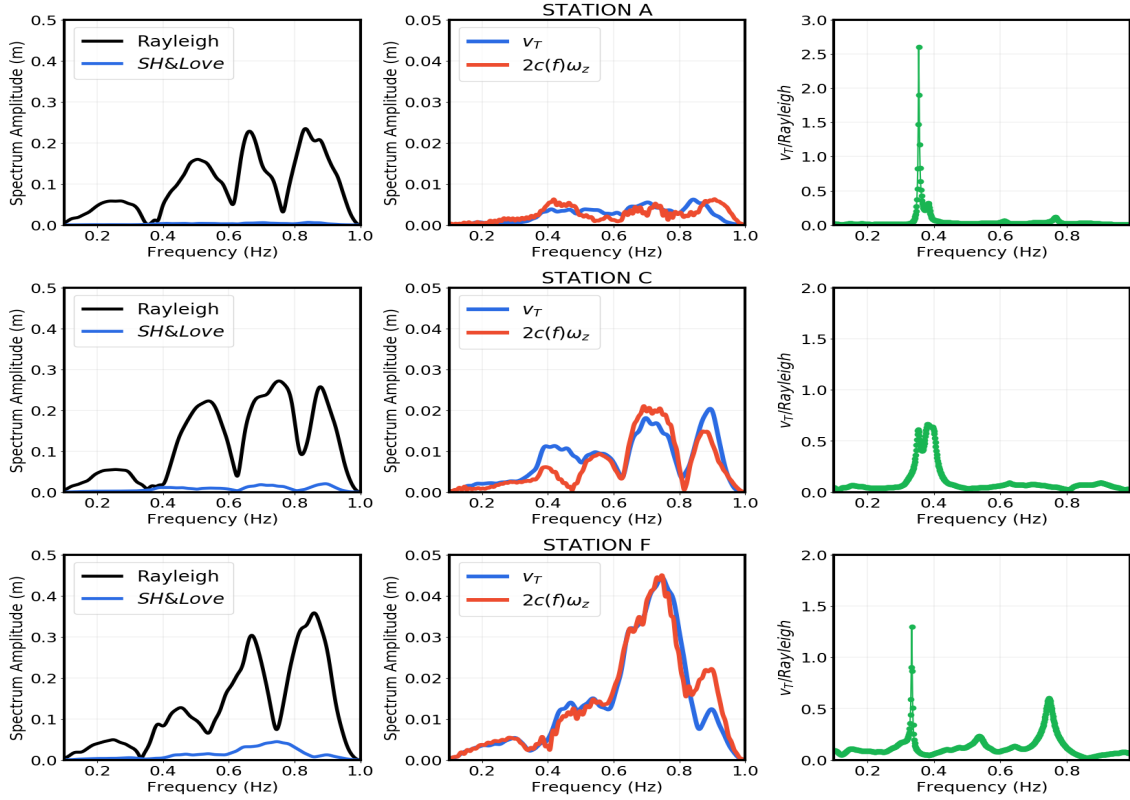 STATION A
Spectrum Amplitude (m)
0.5
0.4
0.3
0.2
0.1
0.0
Rayleigh
SH&Love
0.2 0.4 0.6 0.8 1.0
Frequency (Hz)
Spectrum Amplitude (m)
0.05
0.04
0.03
0.02
0.01
0.00
v_T
2c(f)ω_z
0.2 0.4 0.6 0.8 1.0
Frequency (Hz)
v_T/Rayleigh
3.0
2.5
2.0
1.5
1.0
0.5
0.0
0.2 0.4 0.6 0.8
Frequency (Hz)
STATION C
Spectrum Amplitude (m)
0.5
0.4
0.3
0.2
0.1
0.0
Rayleigh
SH&Love
0.2 0.4 0.6 0.8 1.0
Frequency (Hz)
Spectrum Amplitude (m)
0.05
0.04
0.03
0.02
0.01
0.00
v_T
2c(f)ω_z
0.2 0.4 0.6 0.8 1.0
Frequency (Hz)
v_T/Rayleigh
2.0
1.5
1.0
0.5
0.0
0.2 0.4 0.6 0.8
Frequency (Hz)
STATION F
Spectrum Amplitude (m)
0.5
0.4
0.3
0.2
0.1
0.0
Rayleigh
SH&Love
0.2 0.4 0.6 0.8 1.0
Frequency (Hz)
Spectrum Amplitude (m)
0.05
0.04
0.03
0.02
0.01
0.00
v_T
2c(f)ω_z
0.2 0.4 0.6 0.8 1.0
Frequency (Hz)
v_T/Rayleigh
2.0
1.5
1.0
0.5
0.0
0.2 0.4 0.6 0.8
Frequency (Hz)